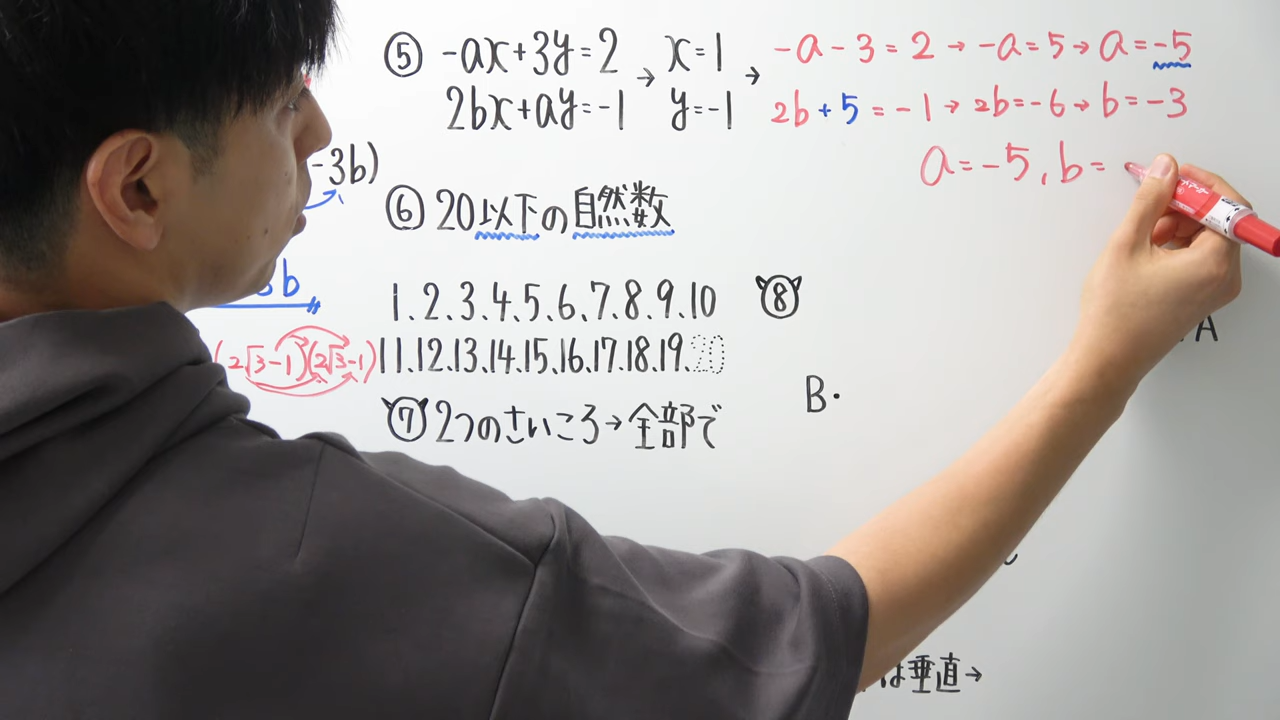 ⑤ -ax+3y=2 → x=1 → -a-3=2→-a=5→a=-5
2bx+ay=-1 y=-1 2b+5=-1→2b=-6→b=-3
a=-5, b=
-3b)
⑥ 20以下の自然数
3b
1.2.3.4.5.6.7.8.9.10
⑧
(2√3-1)(2√3-1)
11.12.13.14.15.16.17.18.19.20
A
B・
⑦ 2つのさいころ→全部で
は垂直→